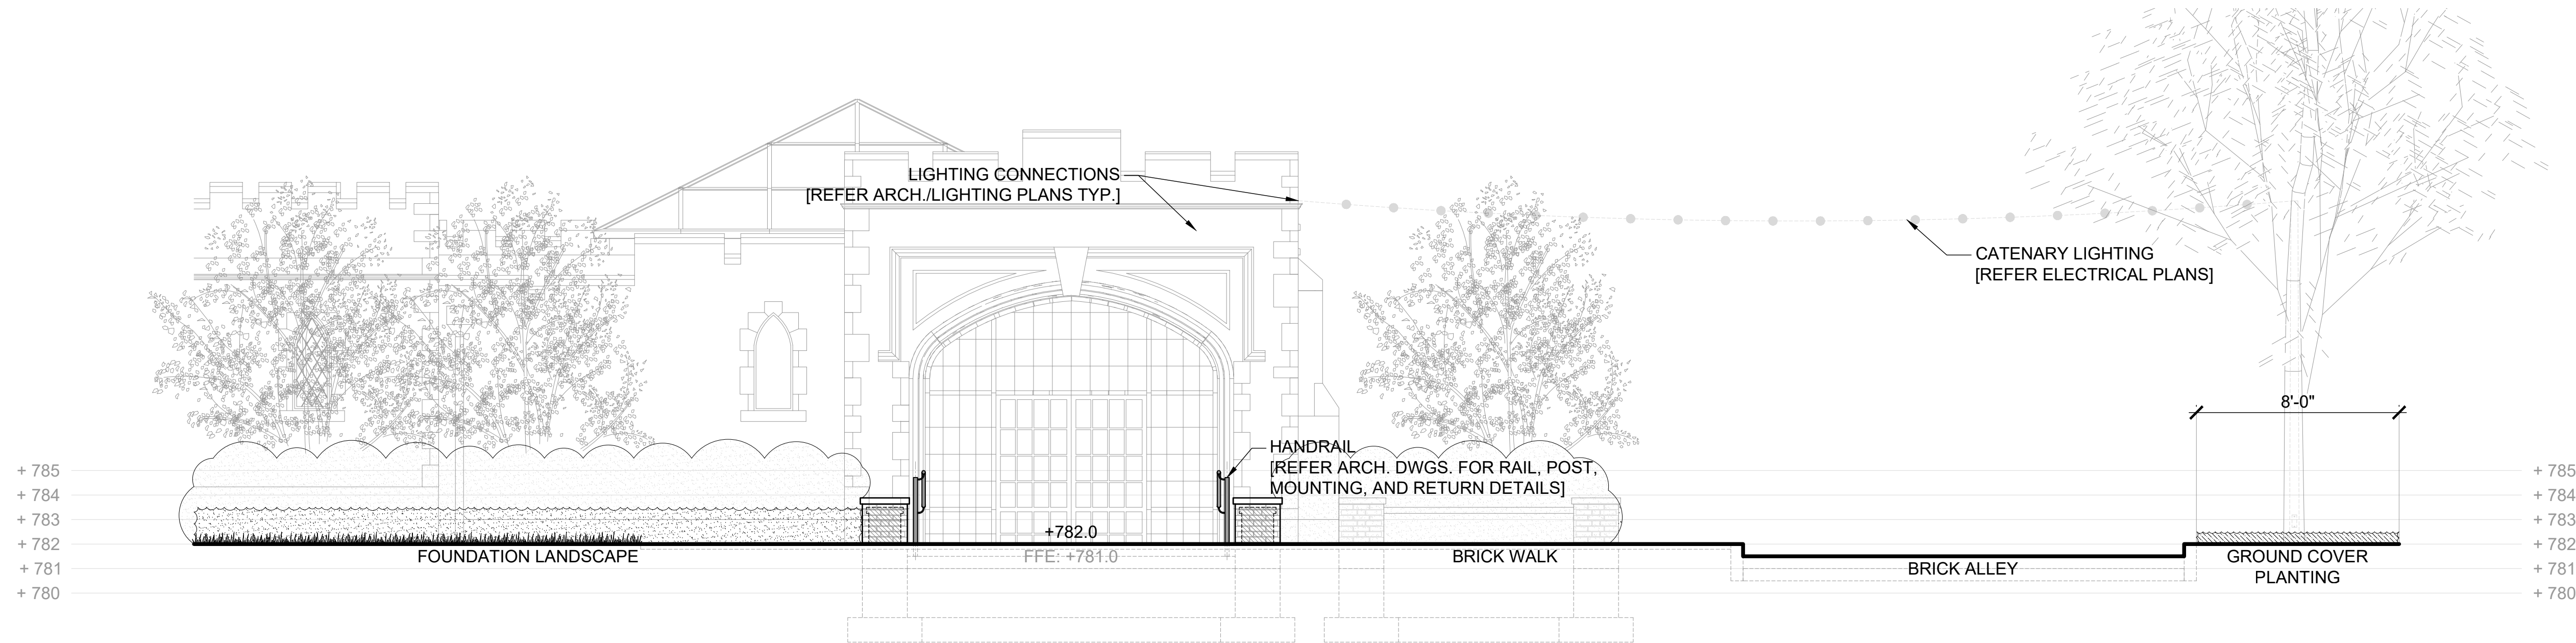 LIGHTING CONNECTIONS
[REFER ARCH./LIGHTING PLANS TYP.]
CATENARY LIGHTING
[REFER ELECTRICAL PLANS]
8'-0"
HANDRAIL
[REFER ARCH. DWGS. FOR RAIL, POST,
MOUNTING, AND RETURN DETAILS]
+ 785
+ 784
+ 783
+ 782
+ 781
+ 780
+782.0
FFE: +781.0
FOUNDATION LANDSCAPE
BRICK WALK
BRICK ALLEY
GROUND COVER
PLANTING
+ 785
+ 784
+ 783
+ 782
+ 781
+ 780